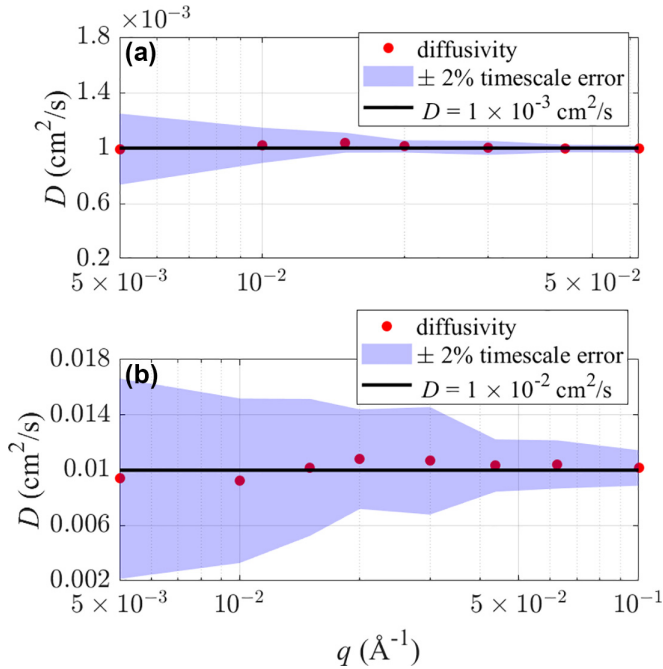 ×10⁻³
(a)
1.8
1.4
1
0.6
0.2
D (cm²/s)
diffusivity
± 2% timescale error
D = 1 × 10⁻³ cm²/s
5 × 10⁻³
10⁻²
5 × 10⁻²
(b)
0.018
0.014
0.01
0.006
0.002
D (cm²/s)
diffusivity
± 2% timescale error
D = 1 × 10⁻² cm²/s
5 × 10⁻³
10⁻²
5 × 10⁻²
10⁻¹
q (Å⁻¹)